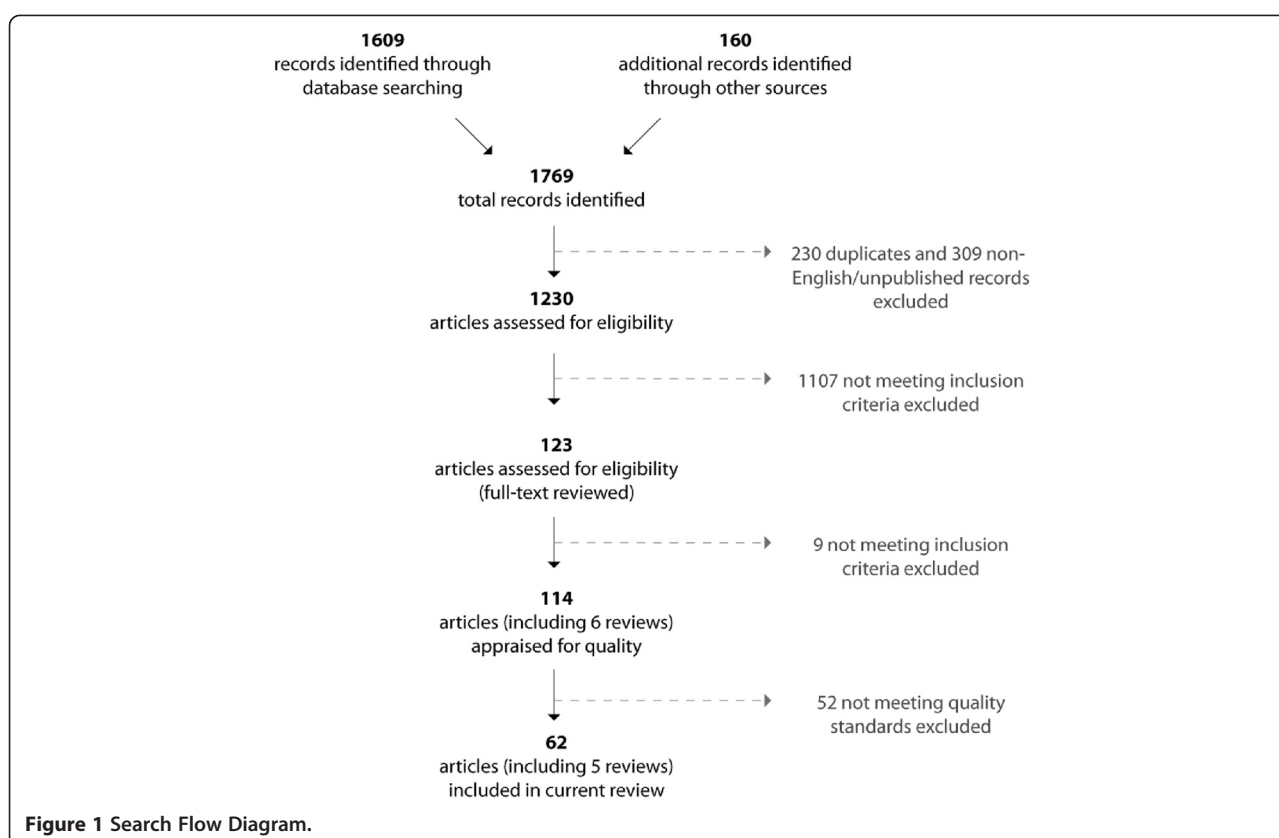 1609
records identified through
database searching
160
additional records identified
through other sources
1769
total records identified
230 duplicates and 309 non-
English/unpublished records
excluded
1230
articles assessed for eligibility
1107 not meeting inclusion
criteria excluded
123
articles assessed for eligibility
(full-text reviewed)
9 not meeting inclusion
criteria excluded
114
articles (including 6 reviews)
appraised for quality
52 not meeting quality
standards excluded
62
articles (including 5 reviews)
included in current review
Figure 1 Search Flow Diagram.